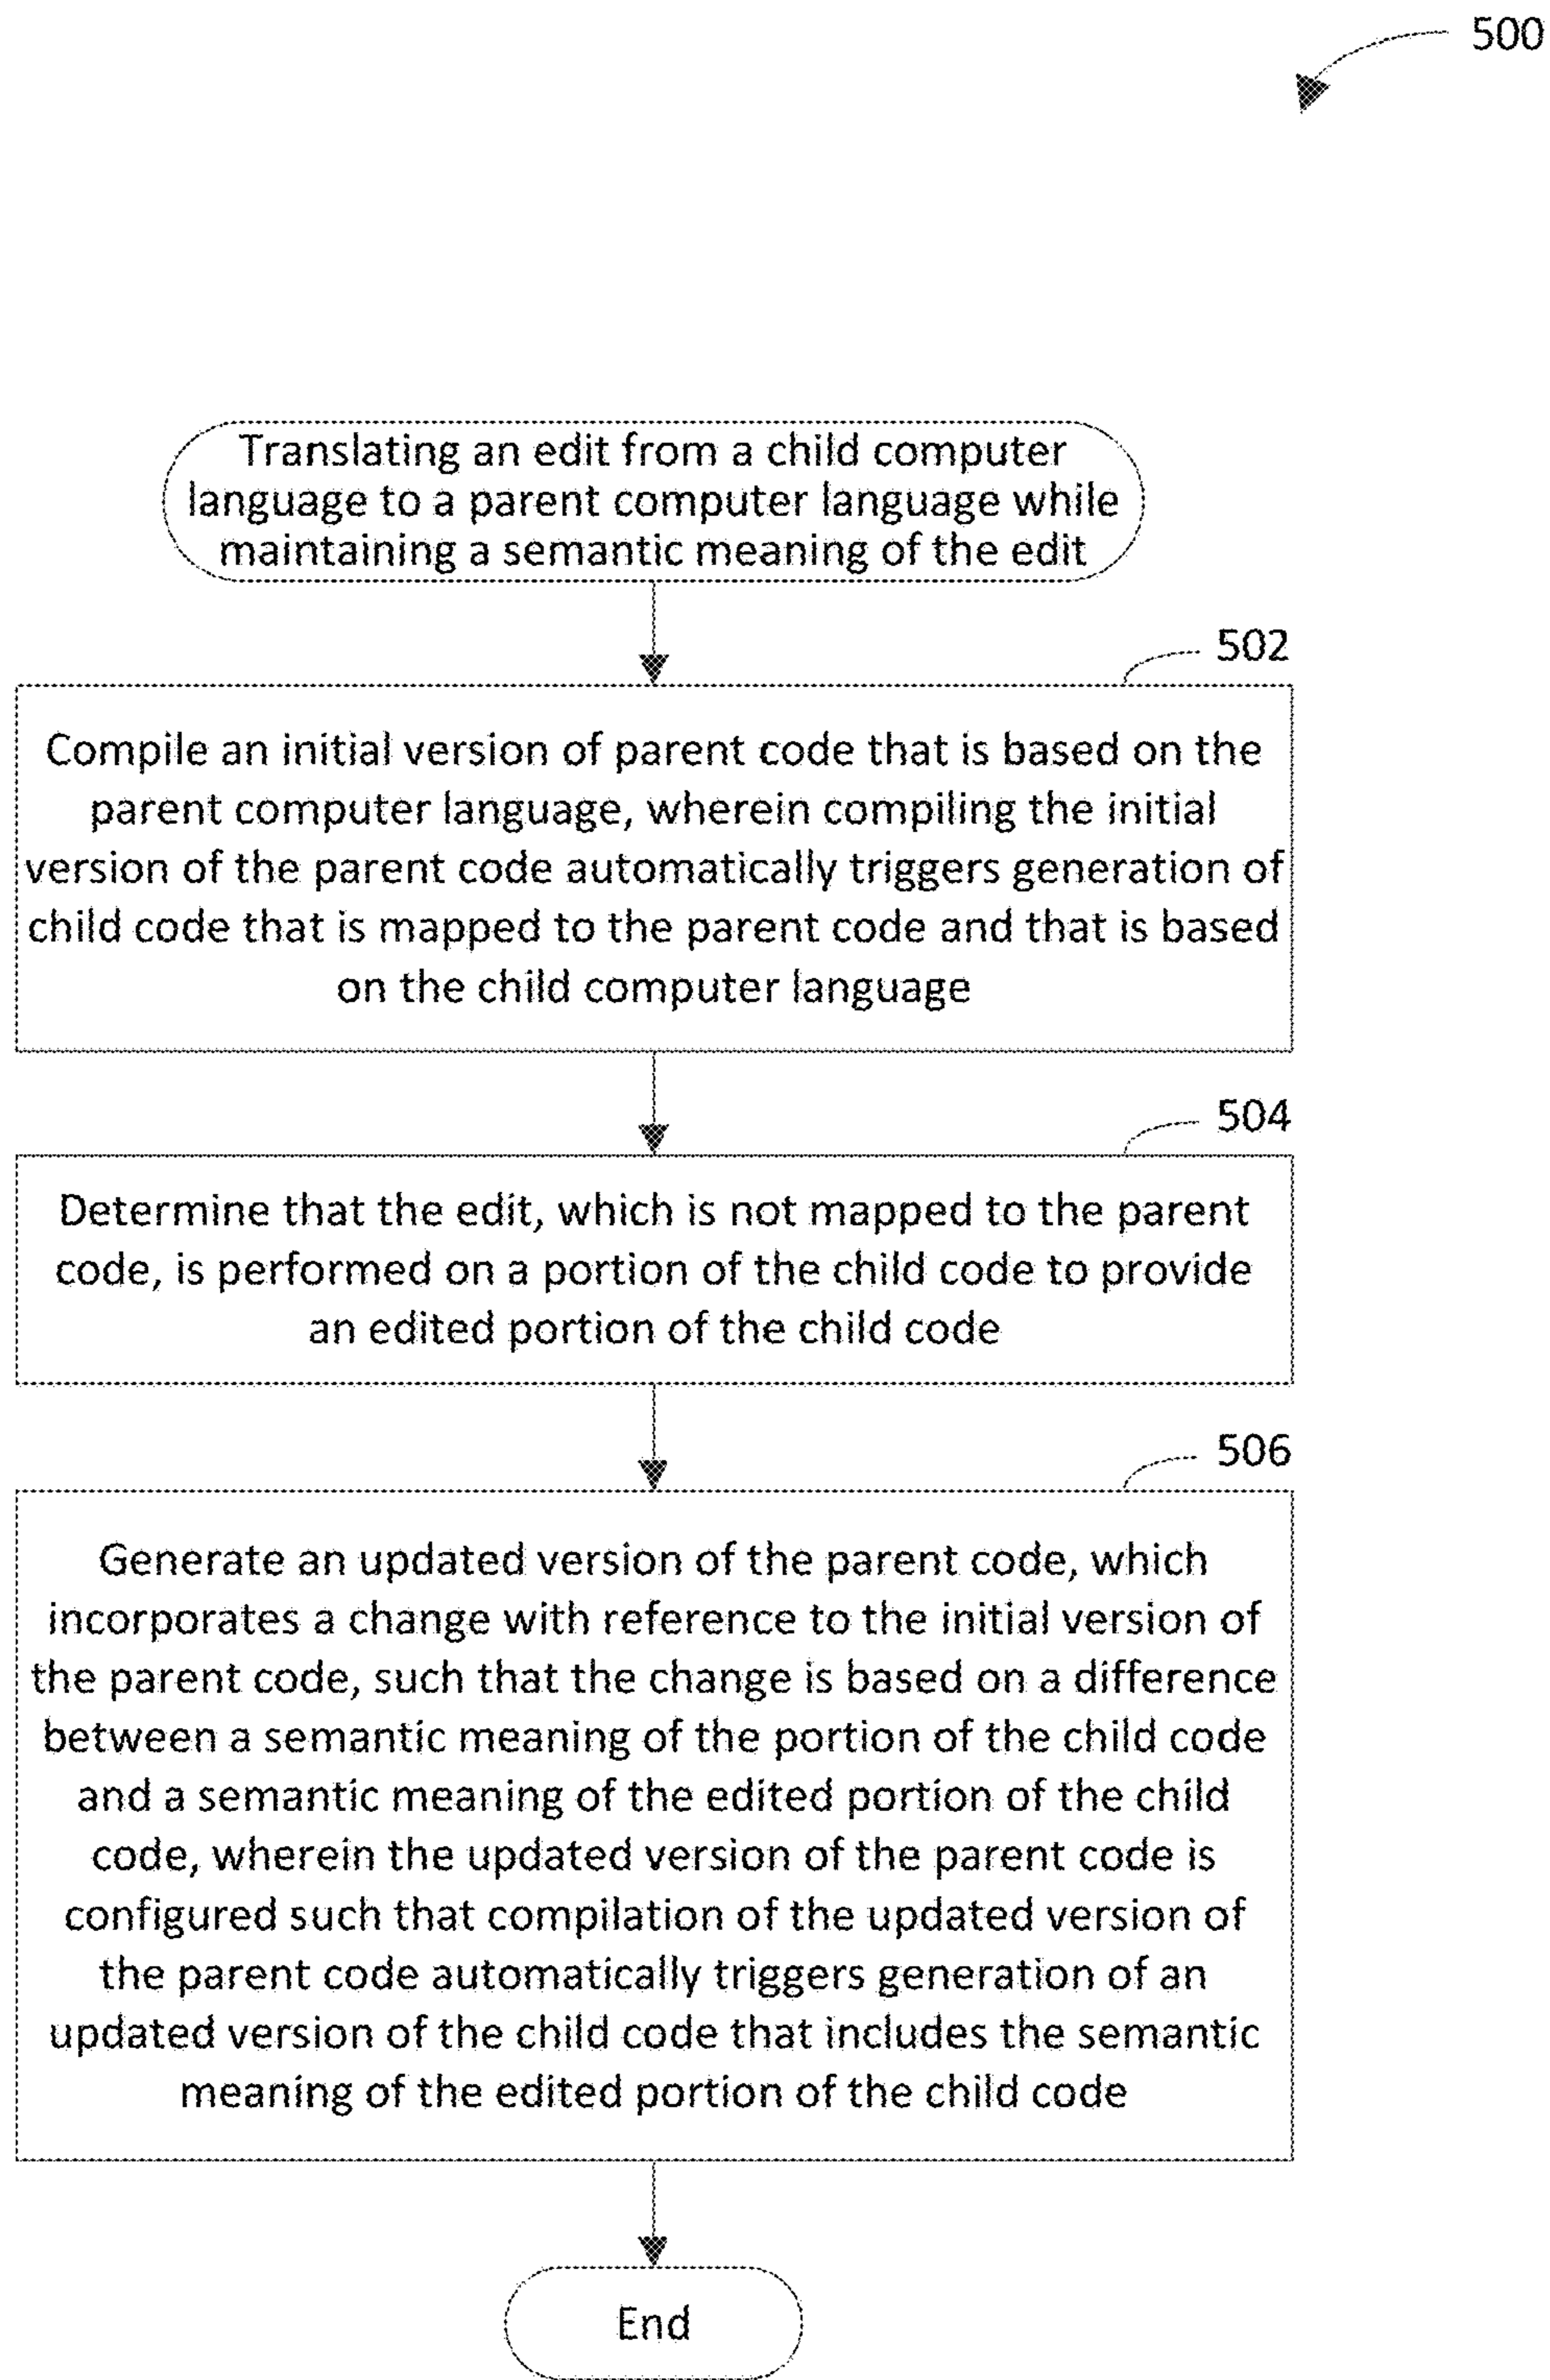 500
Translating an edit from a child computer
language to a parent computer language while
maintaining a semantic meaning of the edit
502
Compile an initial version of parent code that is based on the
parent computer language, wherein compiling the initial
version of the parent code automatically triggers generation of
child code that is mapped to the parent code and that is based
on the child computer language
504
Determine that the edit, which is not mapped to the parent
code, is performed on a portion of the child code to provide
an edited portion of the child code
506
Generate an updated version of the parent code, which
incorporates a change with reference to the initial version of
the parent code, such that the change is based on a difference
between a semantic meaning of the portion of the child code
and a semantic meaning of the edited portion of the child
code, wherein the updated version of the parent code is
configured such that compilation of the updated version of
the parent code automatically triggers generation of an
updated version of the child code that includes the semantic
meaning of the edited portion of the child code
End